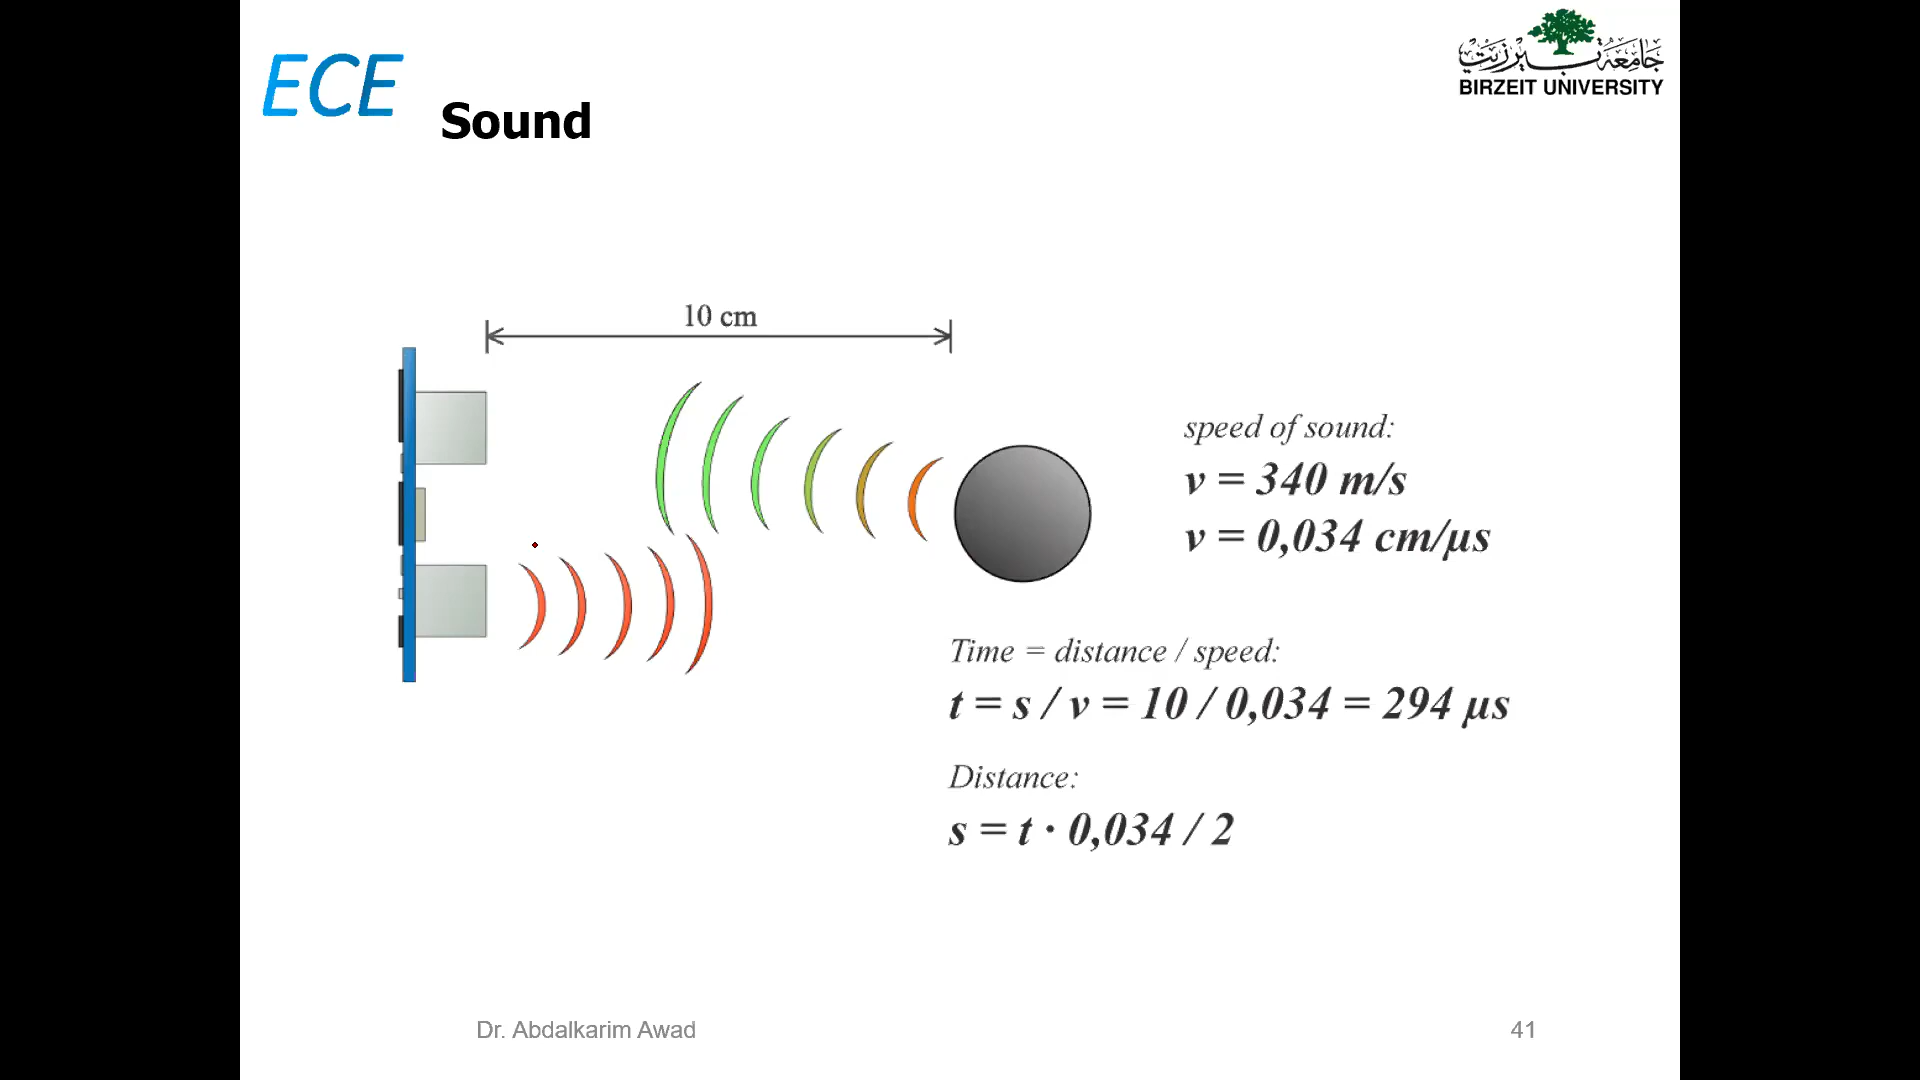 ECE
جامعة بيرزيت
BIRZEIT UNIVERSITY
Sound
10 cm
speed of sound:
v = 340 m/s
v = 0,034 cm/µs
Time = distance / speed:
t = s / v = 10 / 0,034 = 294 µs
Distance:
s = t · 0,034 / 2
Dr. Abdalkarim Awad
41